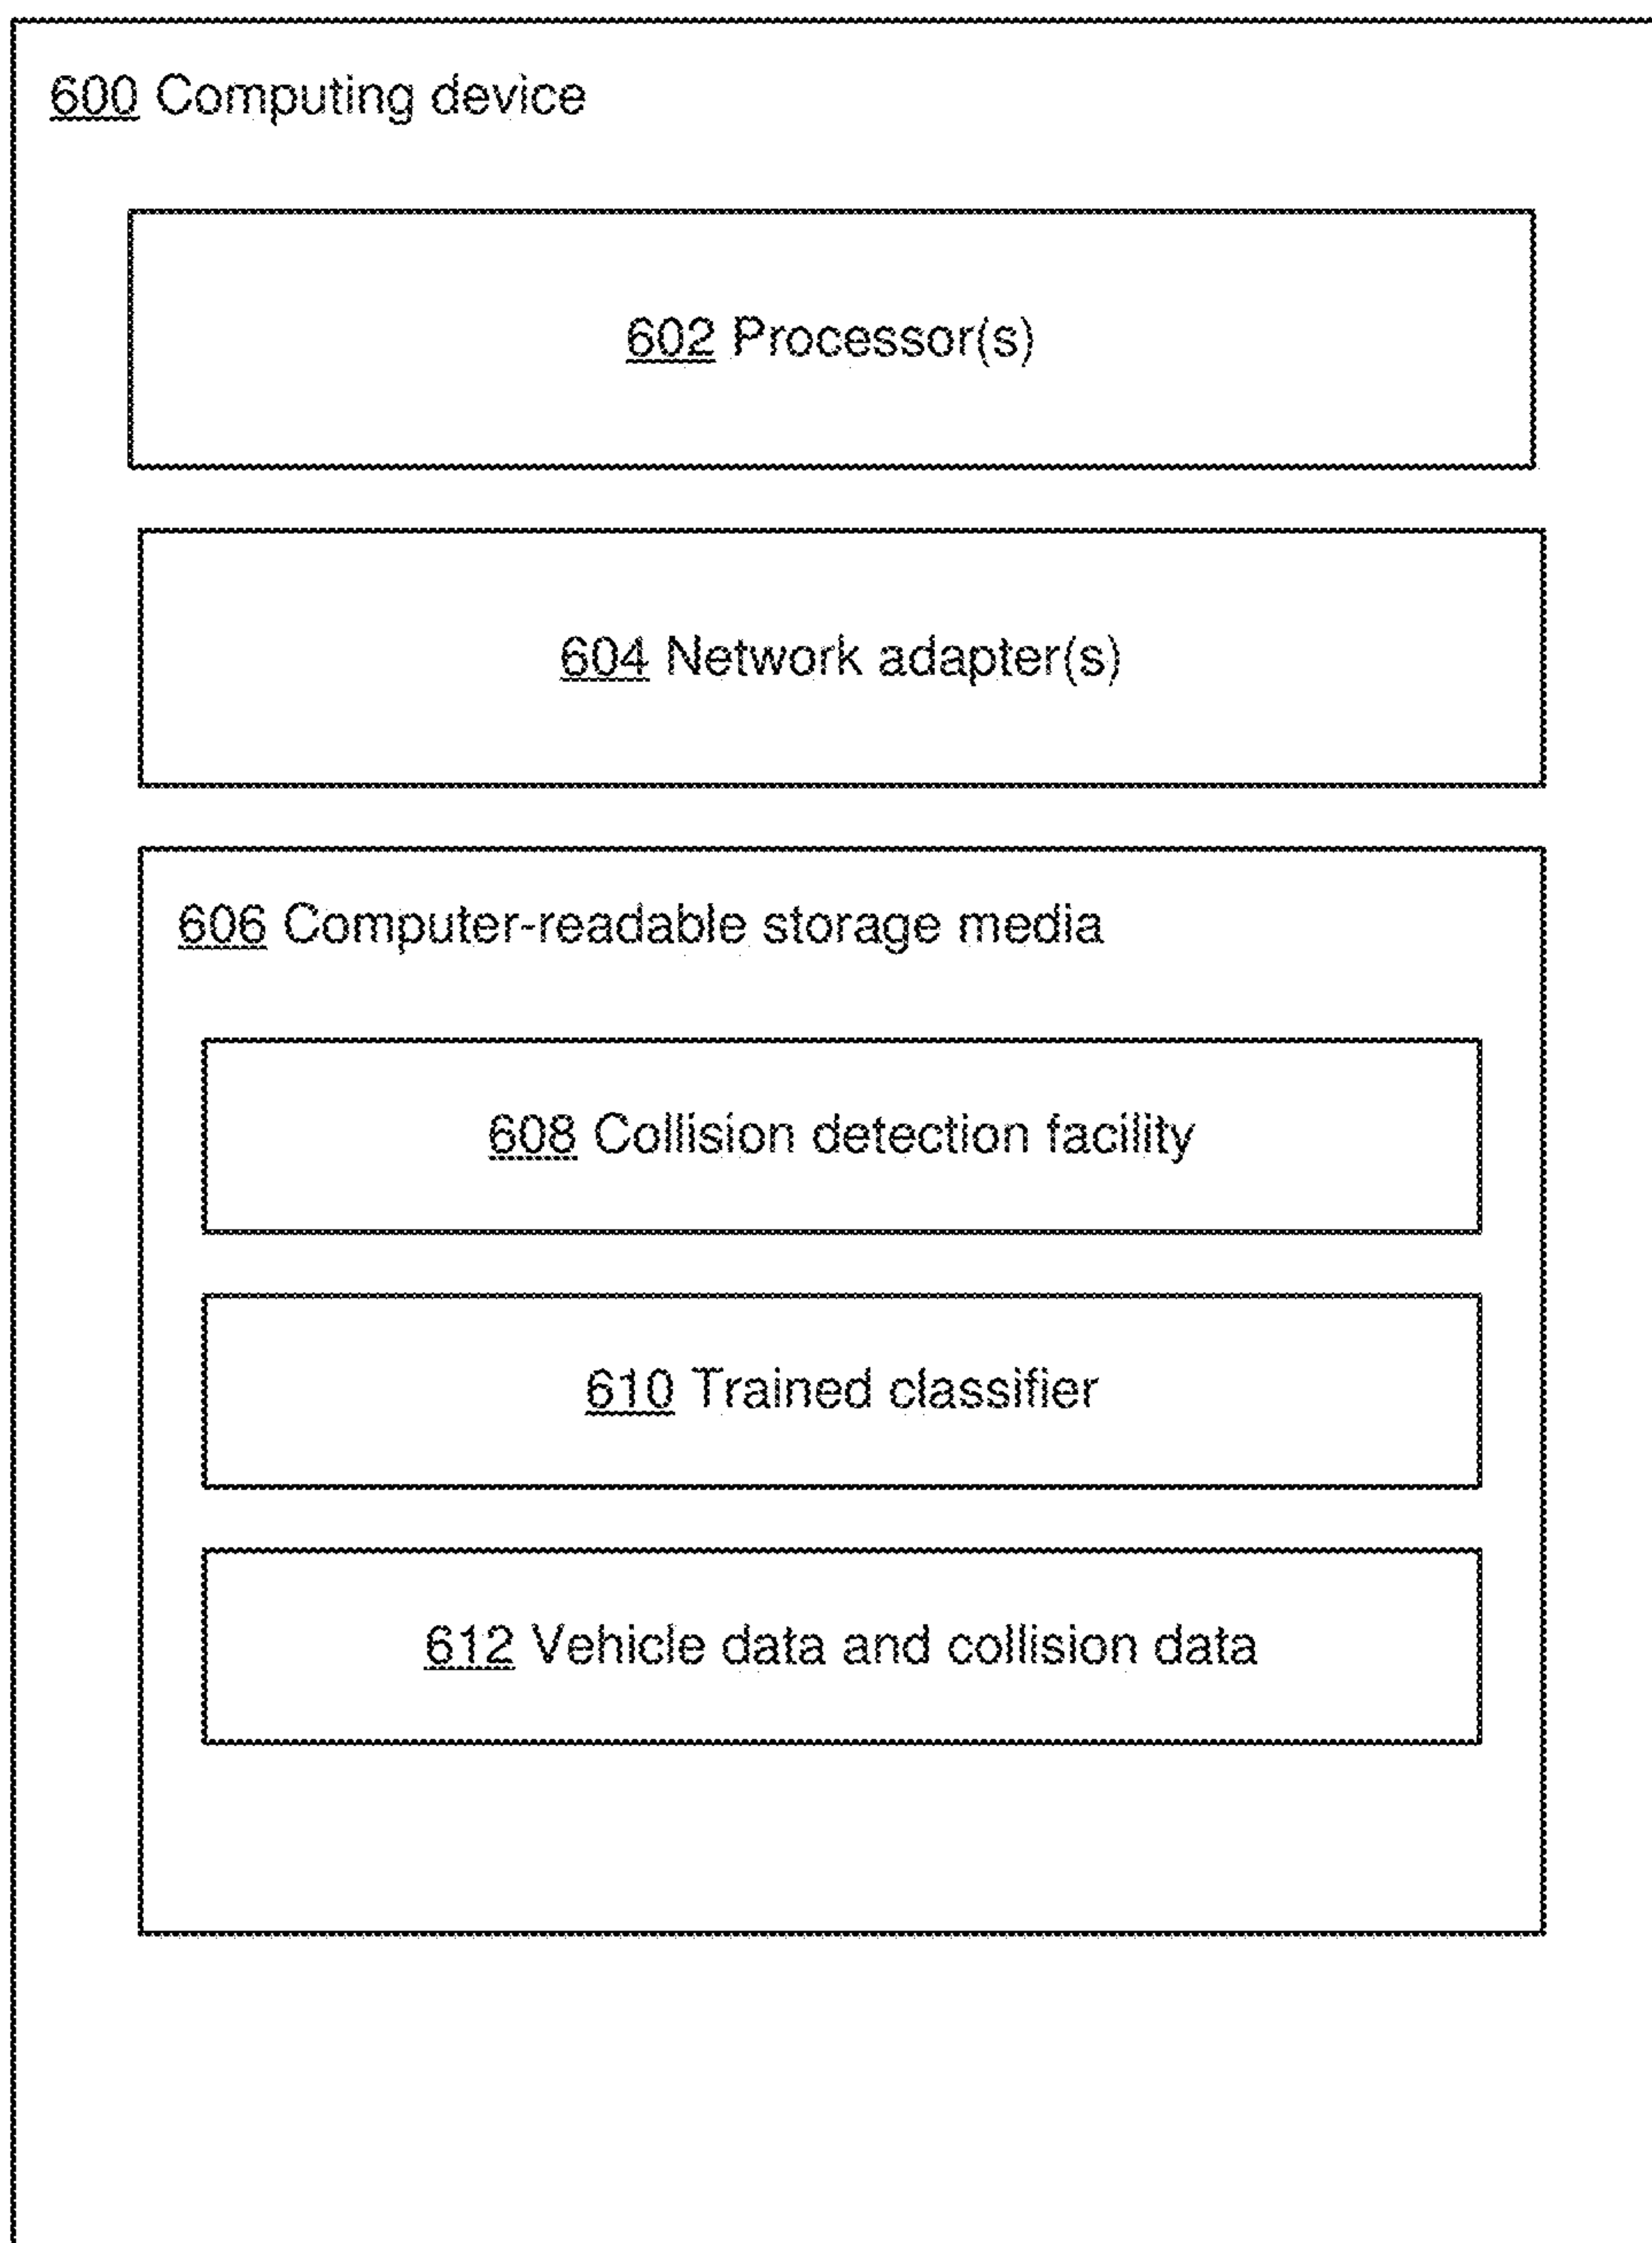 600 Computing device
602 Processor(s)
604 Network adapter(s)
606 Computer-readable storage media
608 Collision detection facility
610 Trained classifier
612 Vehicle data and collision data